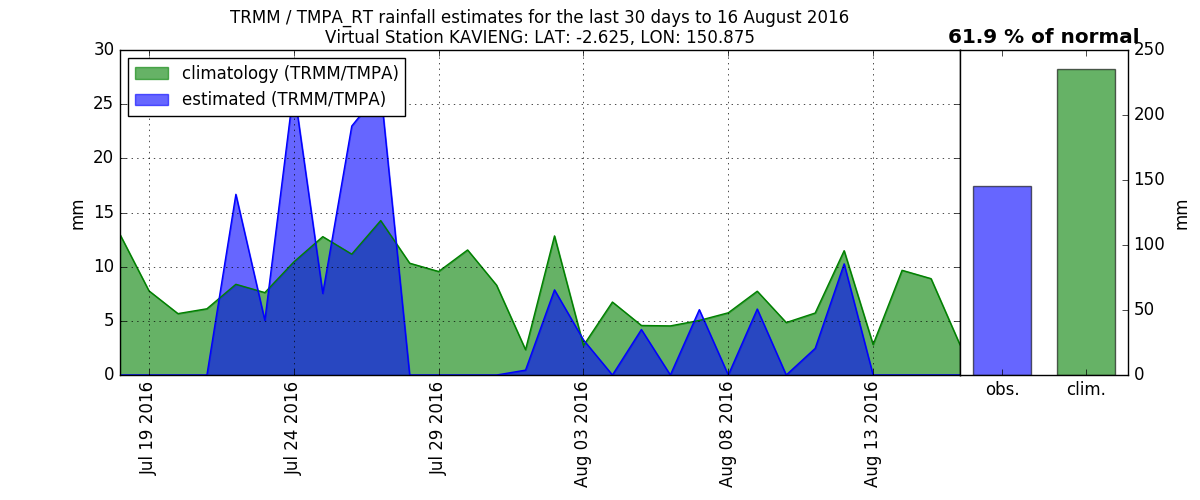 TRMM / TMPA_RT rainfall estimates for the last 30 days to 16 August 2016
Virtual Station KAVIENG: LAT: -2.625, LON: 150.875
61.9 % of normal
climatology (TRMM/TMPA)
estimated (TRMM/TMPA)
30
25
20
15
10
5
0
mm
Jul 19 2016
Jul 24 2016
Jul 29 2016
Aug 03 2016
Aug 08 2016
Aug 13 2016
obs.
clim.
250
200
150
100
50
0
mm